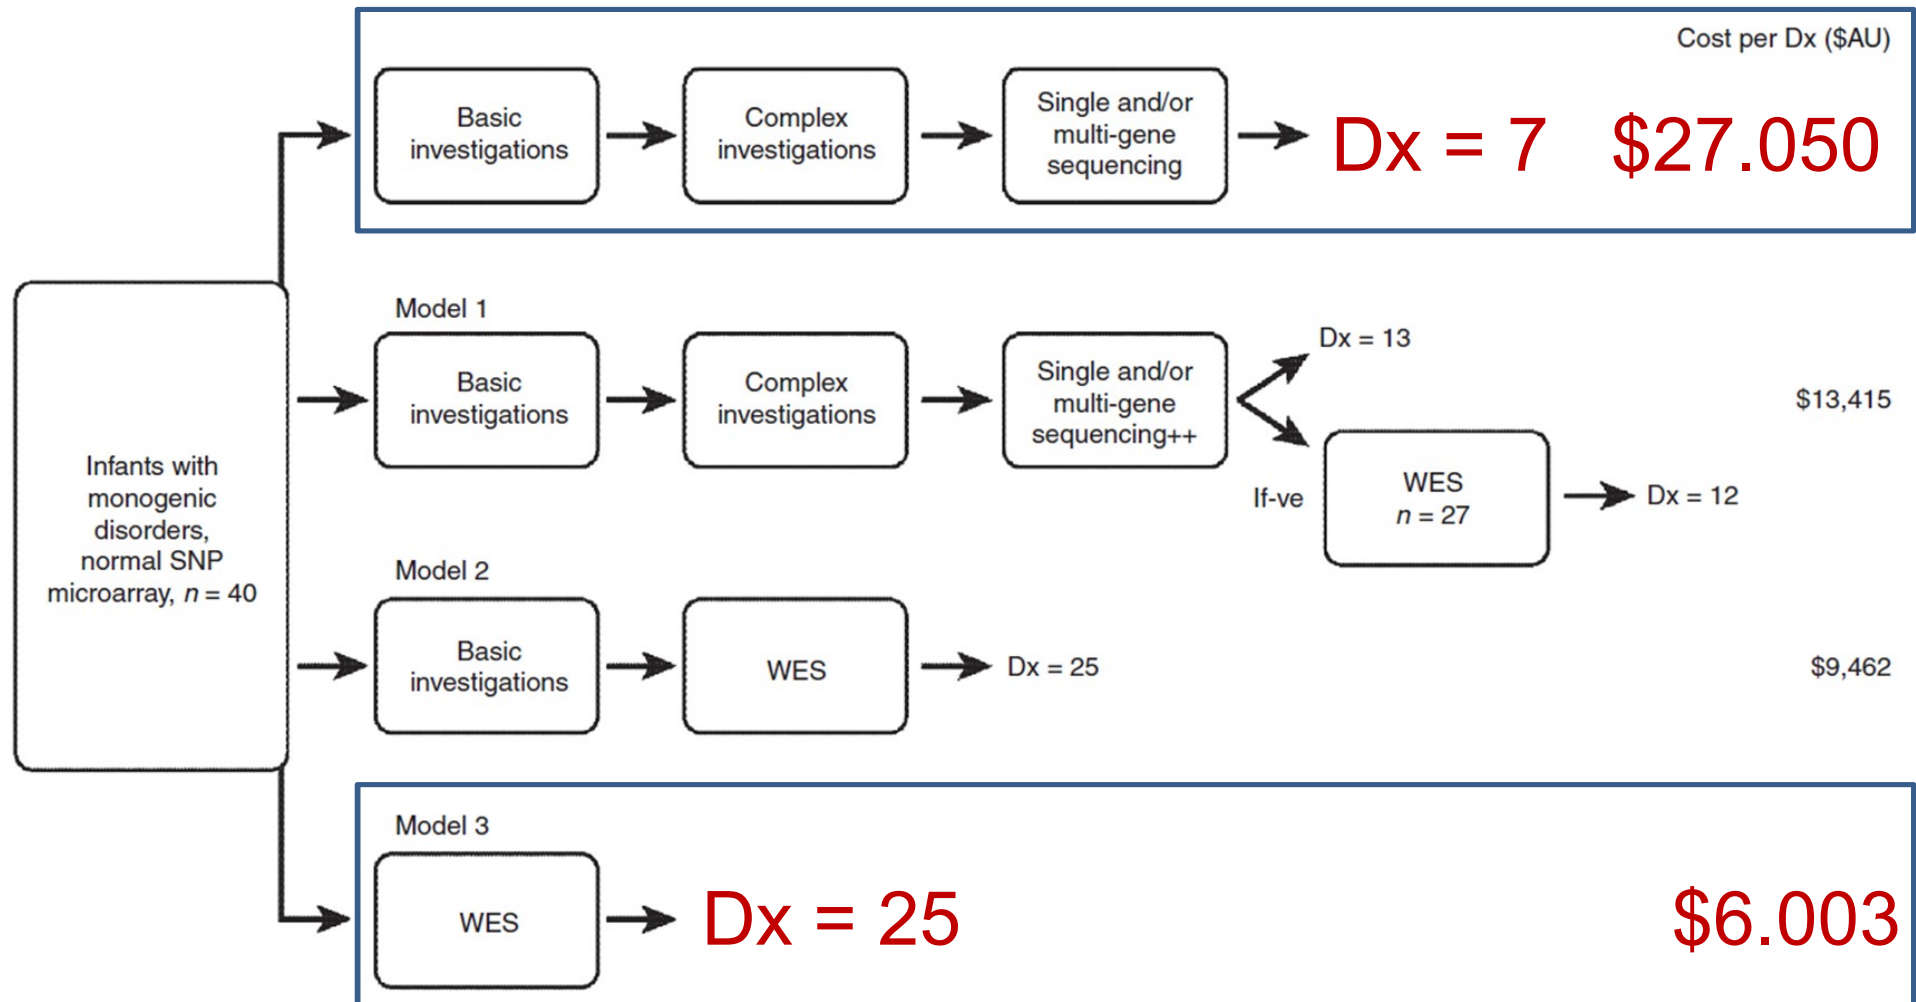 Cost per Dx ($AU)
Basic
investigations
Complex
investigations
Single and/or
multi-gene
sequencing
Dx = 7
$27.050
Infants with
monogenic
disorders,
normal SNP
microarray, n = 40
Model 1
Basic
investigations
Complex
investigations
Single and/or
multi-gene
sequencing++
Dx = 13
$13,415
If-ve
WES
n = 27
Dx = 12
Model 2
Basic
investigations
WES
Dx = 25
$9,462
Model 3
WES
Dx = 25
$6.003